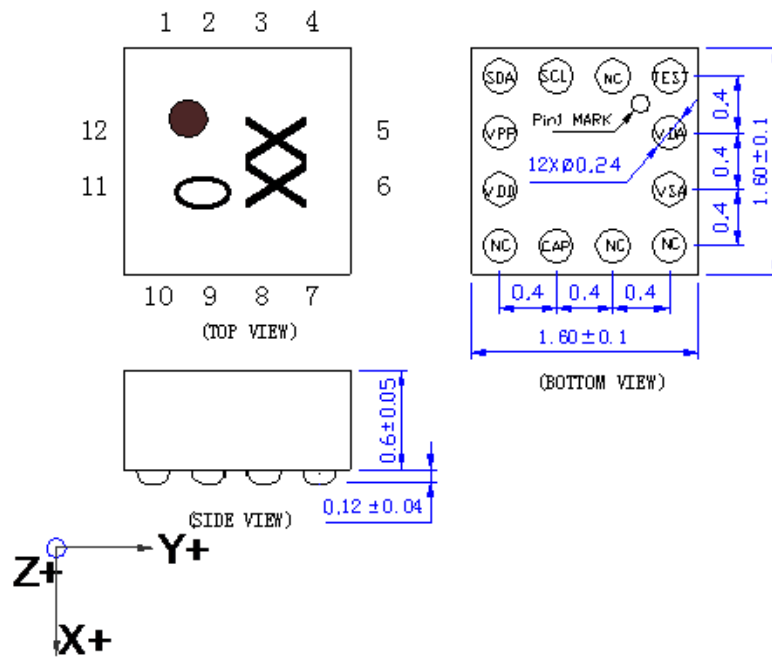 1 2 3 4
12 5
11 6
XX
10 9 8 7
(TOP VIEW)
SDA SCL NC TEST
Pin1 MARK
VPP VDA
12XØ0.24
VDD VSA
NC CAP NC NC
0.4
0.4
0.4
1.60±0.1
0.4 0.4 0.4
1.60±0.1
(BOTTOM VIEW)
0.6±0.05
0.12±0.04
(SIDE VIEW)
Y+
Z+
X+